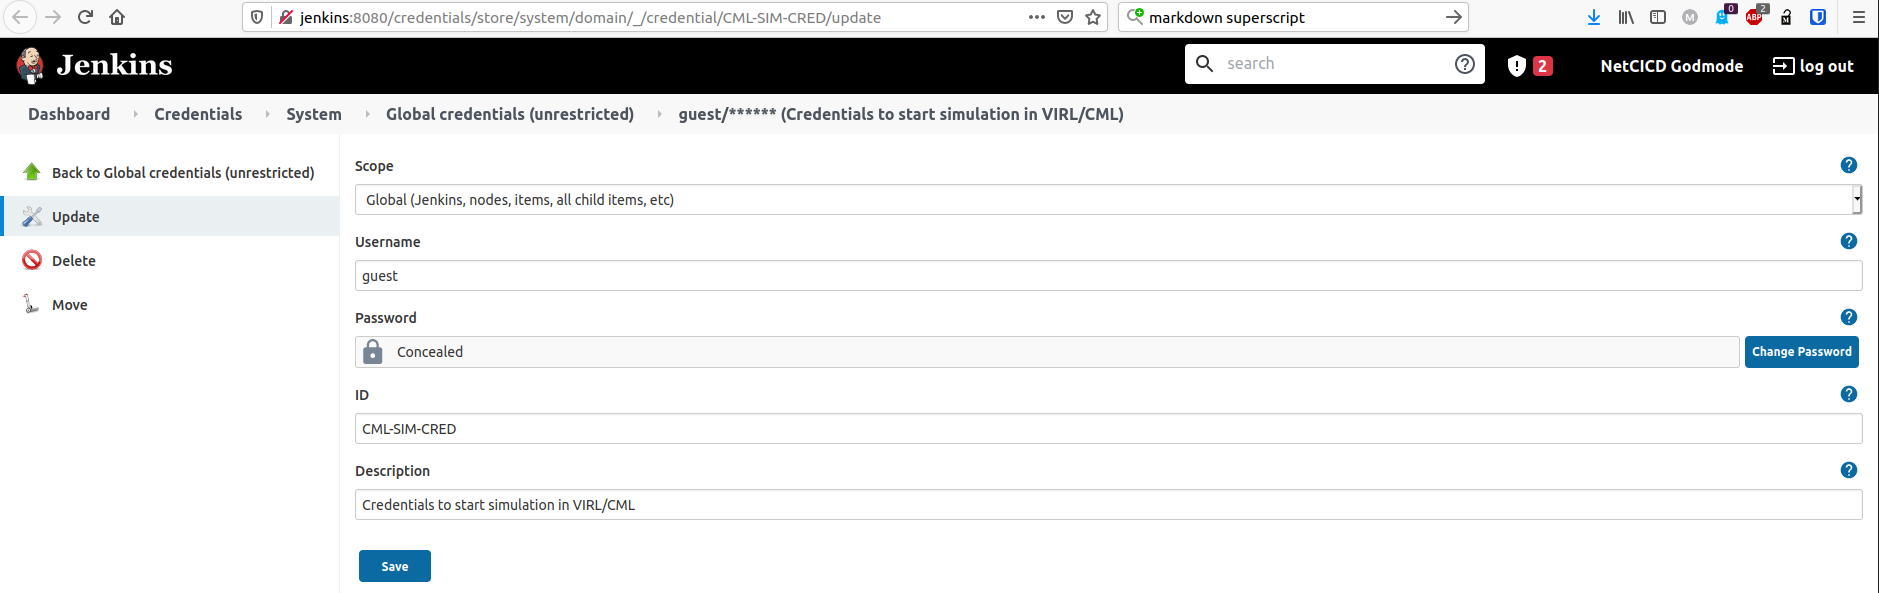 jenkins:8080/credentials/store/system/domain/_/credential/CML-SIM-CRED/update
markdown superscript
M
0
ABP
2
M
Jenkins
search
2
NetCICD Godmode
log out
Dashboard
Credentials
System
Global credentials (unrestricted)
guest/****** (Credentials to start simulation in VIRL/CML)
Back to Global credentials (unrestricted)
Update
Delete
Move
Scope
Global (Jenkins, nodes, items, all child items, etc)
Username
guest
Password
Concealed
Change Password
ID
CML-SIM-CRED
Description
Credentials to start simulation in VIRL/CML
Save